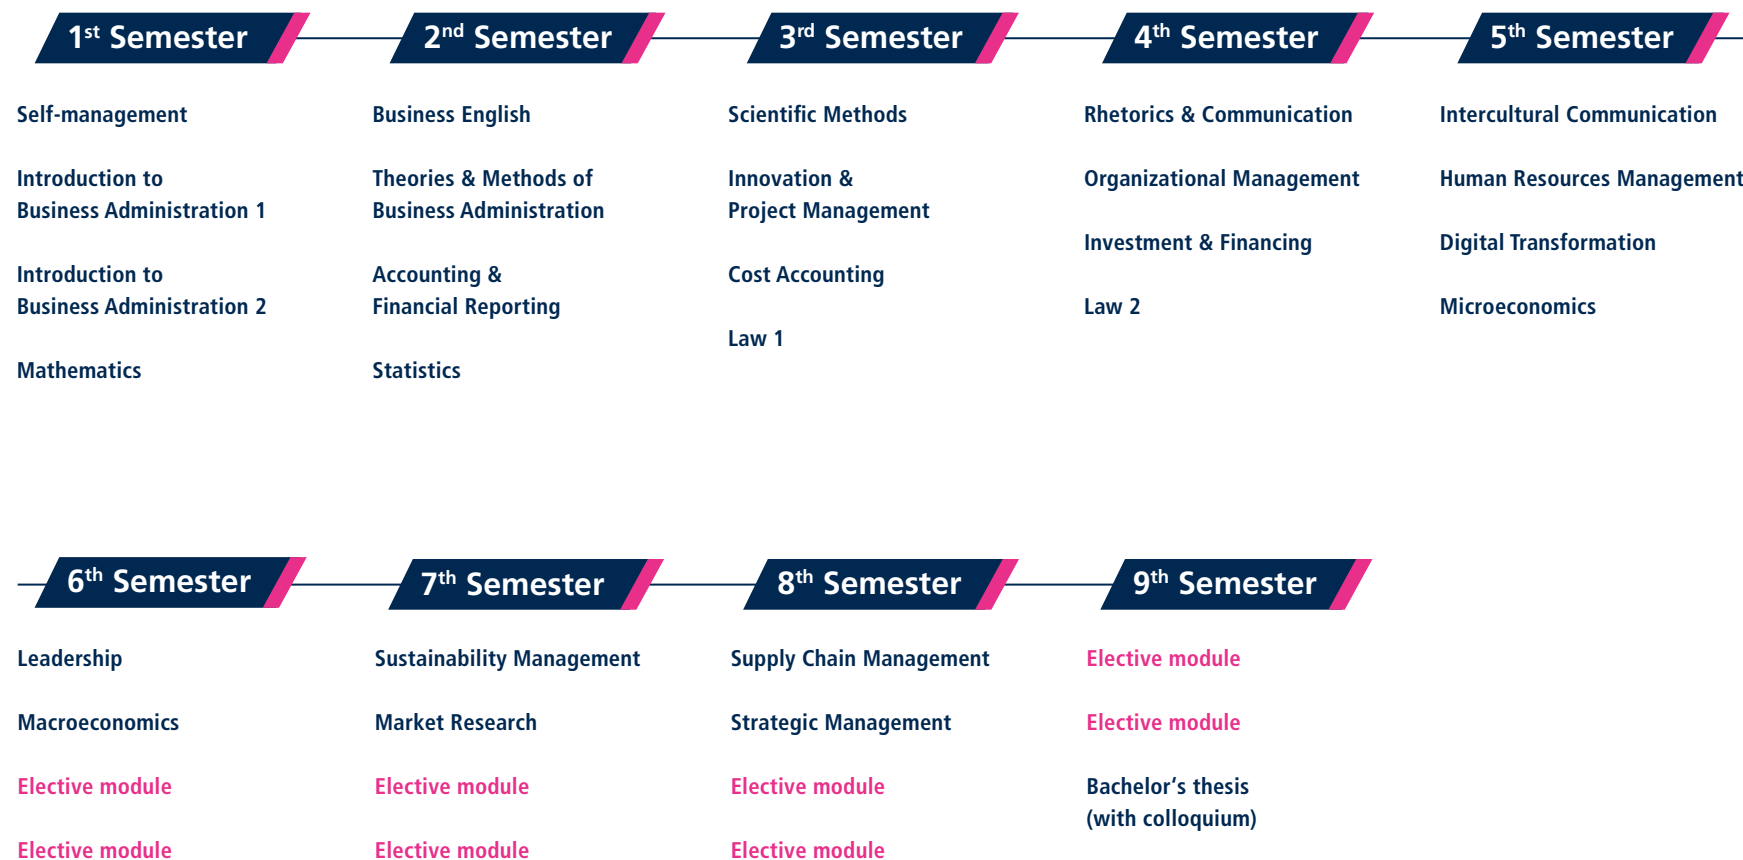 1st Semester
Self-management
Introduction to
Business Administration 1
Introduction to
Business Administration 2
Mathematics
2nd Semester
Business English
Theories & Methods of
Business Administration
Accounting &
Financial Reporting
Statistics
3rd Semester
Scientific Methods
Innovation &
Project Management
Cost Accounting
Law 1
4th Semester
Rhetorics & Communication
Organizational Management
Investment & Financing
Law 2
5th Semester
Intercultural Communication
Human Resources Management
Digital Transformation
Microeconomics
6th Semester
Leadership
Macroeconomics
Elective module
Elective module
7th Semester
Sustainability Management
Market Research
Elective module
Elective module
8th Semester
Supply Chain Management
Strategic Management
Elective module
Elective module
9th Semester
Elective module
Elective module
Bachelor‘s thesis
(with colloquium)